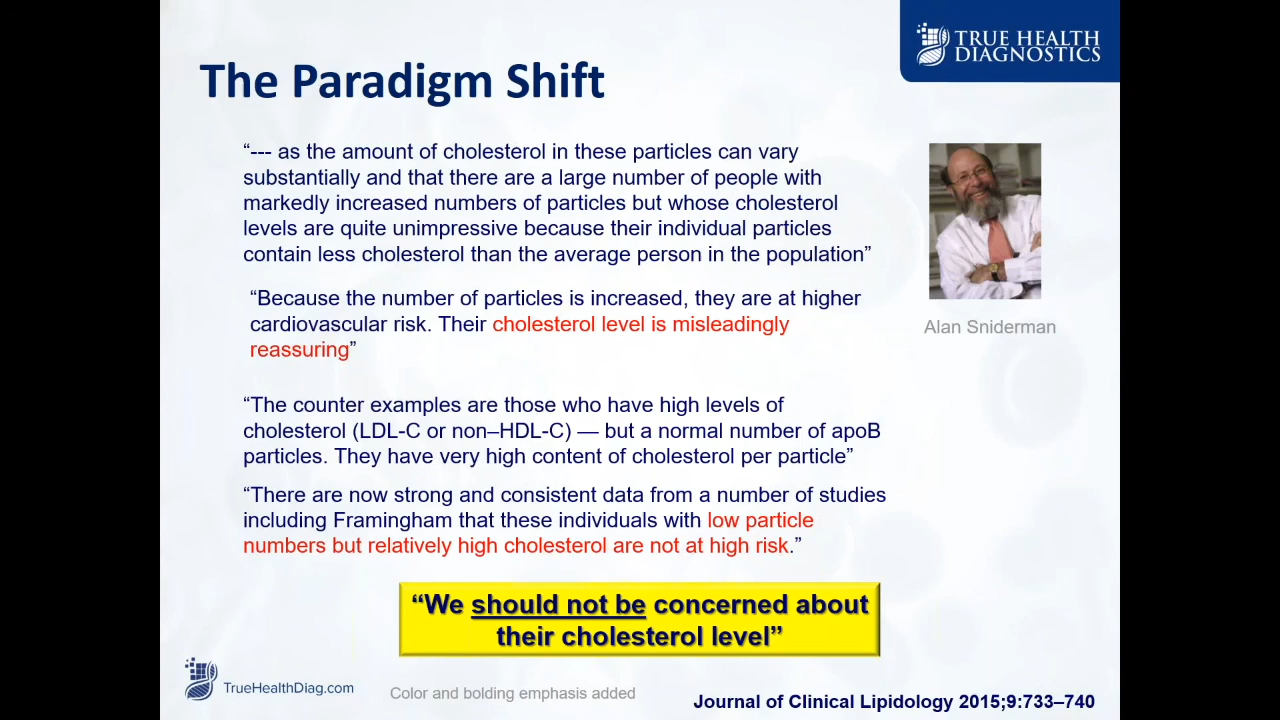 TRUE HEALTH
DIAGNOSTICS
The Paradigm Shift
“--- as the amount of cholesterol in these particles can vary
substantially and that there are a large number of people with
markedly increased numbers of particles but whose cholesterol
levels are quite unimpressive because their individual particles
contain less cholesterol than the average person in the population”
“Because the number of particles is increased, they are at higher
cardiovascular risk. Their cholesterol level is misleadingly
reassuring”
Alan Sniderman
“The counter examples are those who have high levels of
cholesterol (LDL-C or non–HDL-C) — but a normal number of apoB
particles. They have very high content of cholesterol per particle”
“There are now strong and consistent data from a number of studies
including Framingham that these individuals with low particle
numbers but relatively high cholesterol are not at high risk.”
“We should not be concerned about
their cholesterol level”
TrueHealthDiag.com
Color and bolding emphasis added
Journal of Clinical Lipidology 2015;9:733–740